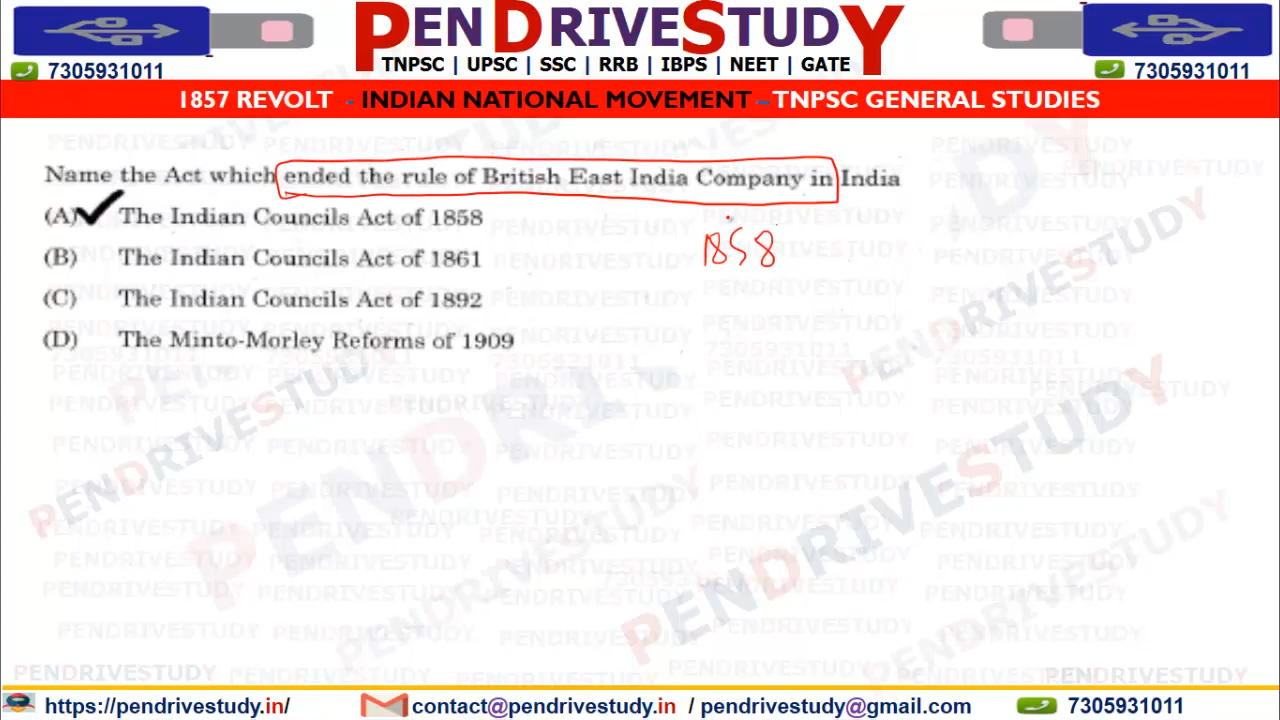 PENDRIVESTUDY
TNPSC | UPSC | SSC | RRB | IBPS | NEET | GATE
7305931011
7305931011
1857 REVOLT - INDIAN NATIONAL MOVEMENT – TNPSC GENERAL STUDIES
Name the Act which ended the rule of British East India Company in India
(A) The Indian Councils Act of 1858
1858
(B) The Indian Councils Act of 1861
(C) The Indian Councils Act of 1892
(D) The Minto-Morley Reforms of 1909
PENDRIVESTUDY
https://pendrivestudy.in/ contact@pendrivestudy.in / pendrivestudy@gmail.com 7305931011